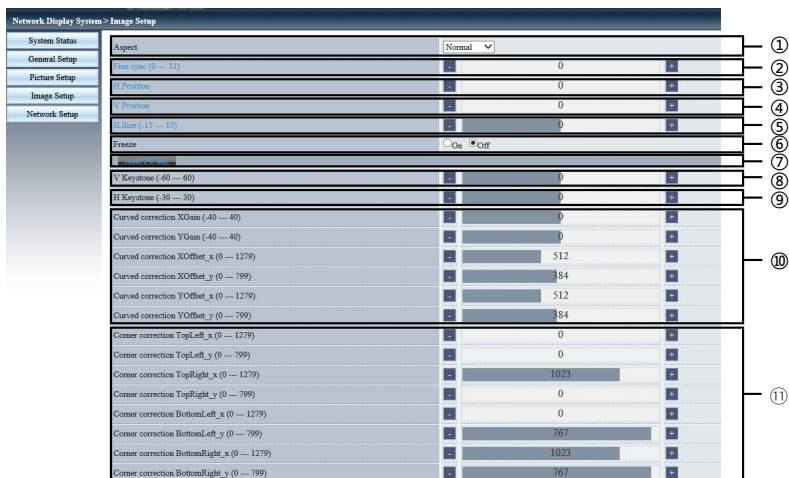 Network Display System > Image Setup
System Status
General Setup
Picture Setup
Image Setup
Network Setup
Aspect Normal ①
Fine sync (0 --- 31) - 0 + ②
H.Position - 0 + ③
V Position - 0 + ④
H.Size (-15 --- 15) - 0 + ⑤
Freeze On Off ⑥
⑦
V Keystone (-60 --- 60) - 0 + ⑧
H Keystone (-30 --- 30) - 0 + ⑨
Curved correction XGain (-40 --- 40) - 0 +
Curved correction YGain (-40 --- 40) - 0 +
Curved correction XOffset_x (0 --- 1279) - 512 +
Curved correction XOffset_y (0 --- 799) - 384 +
Curved correction YOffset_x (0 --- 1279) - 512 +
Curved correction YOffset_y (0 --- 799) - 384 +
⑩
Corner correction TopLeft_x (0 --- 1279) - 0 +
Corner correction TopLeft_y (0 --- 799) - 0 +
Corner correction TopRight_x (0 --- 1279) - 1023 +
Corner correction TopRight_y (0 --- 799) - 0 +
Corner correction BottomLeft_x (0 --- 1279) - 0 +
Corner correction BottomLeft_y (0 --- 799) - 767 +
Corner correction BottomRight_x (0 --- 1279) - 1023 +
Corner correction BottomRight_y (0 --- 799) - 767 +
⑪